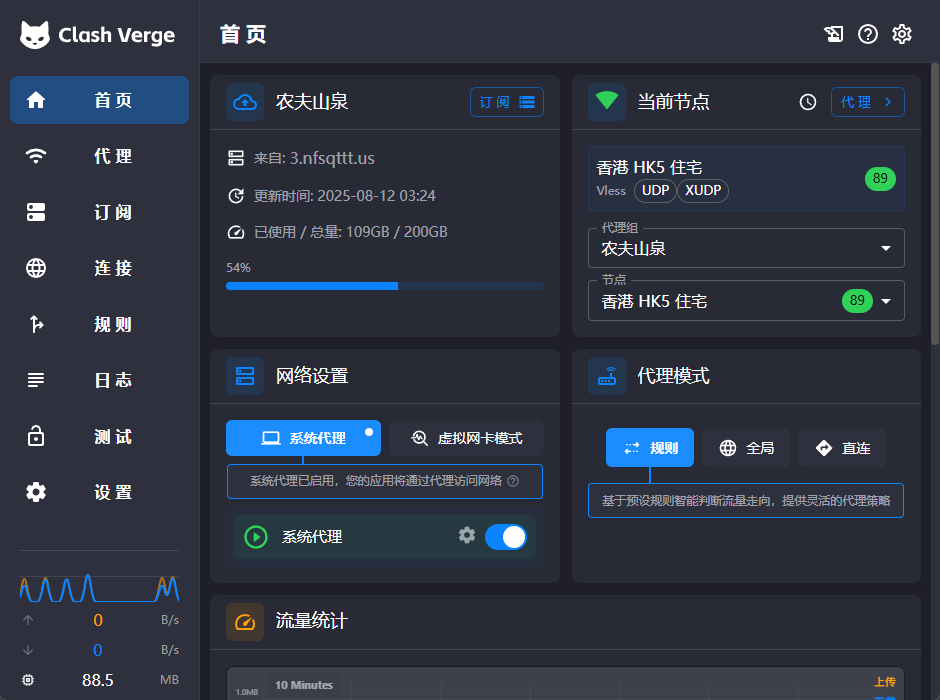 Clash Verge
首页
首页
代理
订阅
连接
规则
日志
测试
设置
0 B/s
0 B/s
88.5 MB
农夫山泉
订阅
来自: 3.nfsqttt.us
更新时间: 2025-08-12 03:24
已使用 / 总量: 109GB / 200GB
54%
当前节点
代理
香港 HK5 住宅
Vless UDP XUDP
89
代理组
农夫山泉
节点
香港 HK5 住宅
89
网络设置
系统代理
虚拟网卡模式
系统代理已启用，您的应用将通过代理访问网络
系统代理
代理模式
规则
全局
直连
基于预设规则智能判断流量走向，提供灵活的代理策略
流量统计
1.0MB
10 Minutes
上传